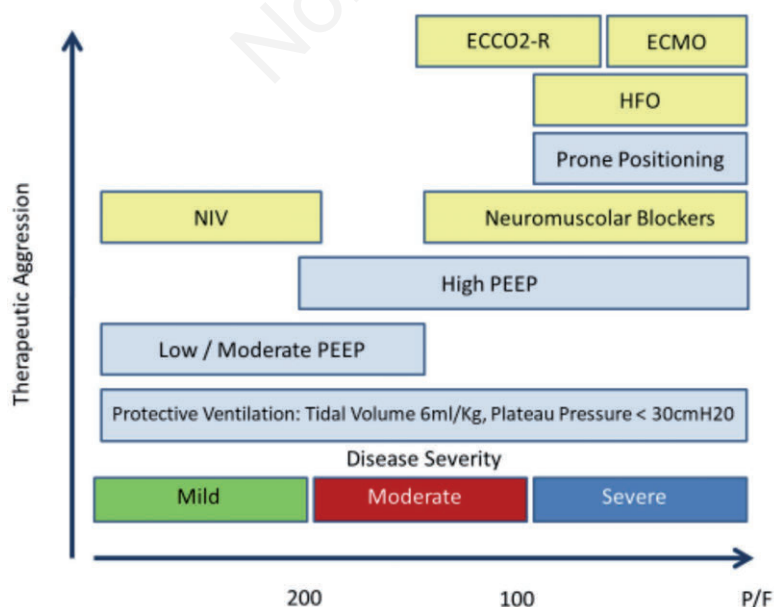 No
ECCO2-R
ECMO
HFO
Prone Positioning
NIV
Neuromuscolar Blockers
High PEEP
Low / Moderate PEEP
Protective Ventilation: Tidal Volume 6ml/Kg, Plateau Pressure < 30cmH20
Therapeutic Aggression
Disease Severity
Mild
Moderate
Severe
200
100
P/F